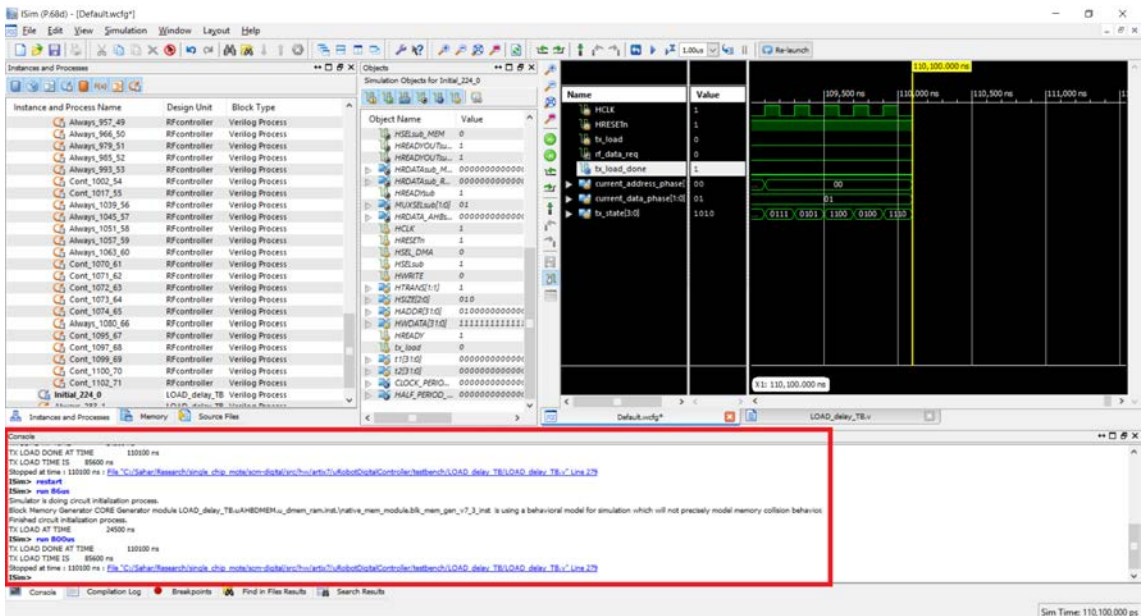 ISim (P.68d) - [Default.wcfg*]
File Edit View Simulation Window Layout Help
1.00us Re-launch
Instances and Processes
Instance and Process Name Design Unit Block Type
Always_957_49 RFcontroller Verilog Process
Always_966_50 RFcontroller Verilog Process
Always_979_51 RFcontroller Verilog Process
Always_985_52 RFcontroller Verilog Process
Always_993_53 RFcontroller Verilog Process
Cont_1002_54 RFcontroller Verilog Process
Cont_1017_55 RFcontroller Verilog Process
Always_1039_56 RFcontroller Verilog Process
Always_1045_57 RFcontroller Verilog Process
Always_1051_58 RFcontroller Verilog Process
Always_1057_59 RFcontroller Verilog Process
Always_1063_60 RFcontroller Verilog Process
Cont_1070_61 RFcontroller Verilog Process
Cont_1071_62 RFcontroller Verilog Process
Cont_1072_63 RFcontroller Verilog Process
Cont_1073_64 RFcontroller Verilog Process
Cont_1074_65 RFcontroller Verilog Process
Always_1080_66 RFcontroller Verilog Process
Cont_1095_67 RFcontroller Verilog Process
Cont_1097_68 RFcontroller Verilog Process
Cont_1099_69 RFcontroller Verilog Process
Cont_1100_70 RFcontroller Verilog Process
Cont_1102_71 RFcontroller Verilog Process
Initial_224_0 LOAD_delay_TB Verilog Process
Instances and Processes Memory Source Files
Objects
Simulation Objects for Initial_224_0
Object Name Value
HSELsub_MEM 0
HREADYOUTsu... 1
HREADYOUTsu... 1
HRDATAsub_M... 000000000000
HRDATAsub_R... 000000000000
HREADYsub 1
MUXSELsub[1:0] 01
HRDATA_AHBs... 000000000000
HCLK 1
HRESETn 1
HSEL_DMA 0
HSELsub 1
HWRITE 0
HTRANS[1:1] 1
HSIZE[2:0] 010
HADDR[31:0] 010000000000
HWDATA[31:0] 111111111111
HREADY 1
tx_load 0
t1[31:0] 000000000000
t2[31:0] 000000000000
CLOCK_PERIO... 000000000000
HALF_PERIOD_... 000000000000
110,100.000 ns
Name Value
109,500 ns 110,000 ns 110,500 ns 111,000 ns
HCLK 1
HRESETn 1
tx_load 0
rf_data_req 0
tx_load_done 1
current_address_phase[ 00 00
current_data_phase[1:0] 01 01
tx_state[3:0] 1010 0111 0101 1100 0100 1110
X1: 110,100.000 ns
Default.wcfg* LOAD_delay_TB.v
Console
TX LOAD DONE AT TIME 110100 ns
TX LOAD TIME IS 85600 ns
Stopped at time : 110100 ns : File "C:/Sahar/Research/single_chip_mote/scm-digital/src/hw/artix7/uRobotDigitalController/testbench/LOAD_delay_TB/LOAD_delay_TB.v" Line 279
ISim> restart
ISim> run 86us
Simulator is doing circuit initialization process.
Block Memory Generator CORE Generator module LOAD_delay_TB.uAHBDMEM.u_dmem_ram.inst.\native_mem_module.blk_mem_gen_v7_3_inst is using a behavioral model for simulation which will not precisely model memory collision behavior.
Finished circuit initialization process.
TX LOAD AT TIME 24500 ns
ISim> run 800us
TX LOAD DONE AT TIME 110100 ns
TX LOAD TIME IS 85600 ns
Stopped at time : 110100 ns : File "C:/Sahar/Research/single_chip_mote/scm-digital/src/hw/artix7/uRobotDigitalController/testbench/LOAD_delay_TB/LOAD_delay_TB.v" Line 279
ISim>
Console Compilation Log Breakpoints Find in Files Results Search Results
Sim Time: 110,100,000 ps